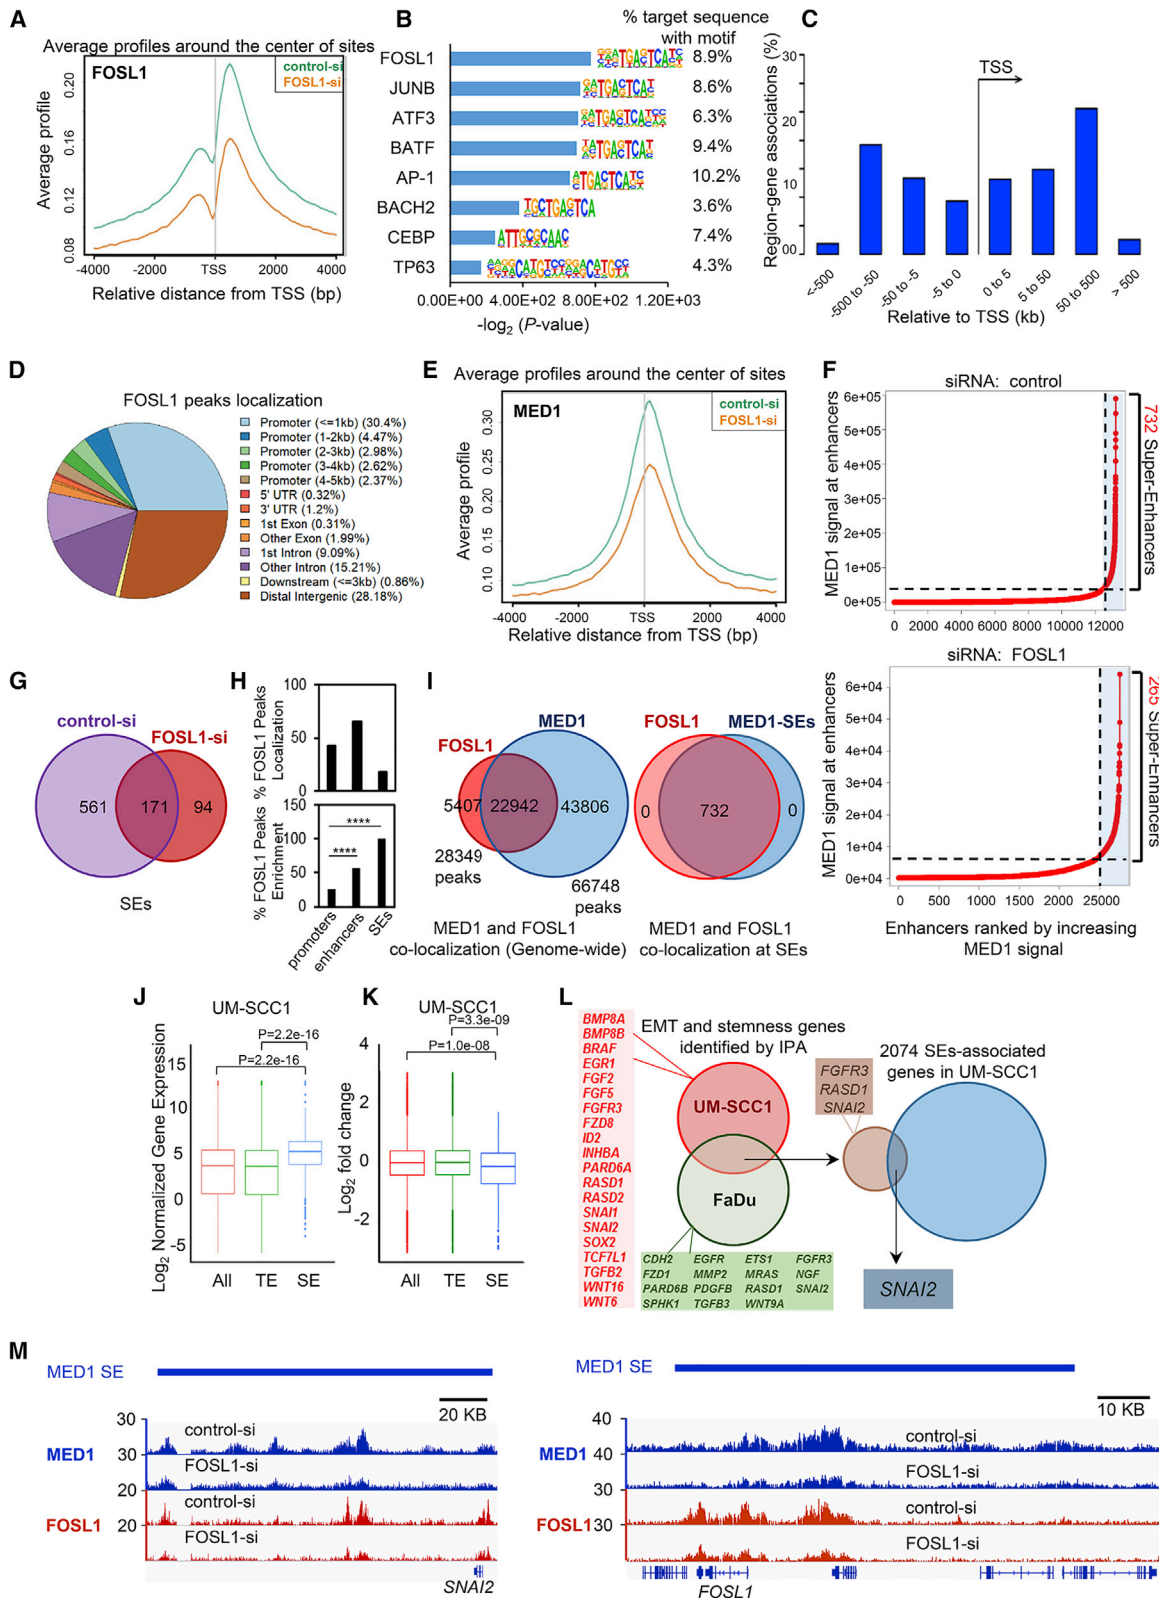 A
Average profiles around the center of sites
FOSL1
control-si
FOSL1-si
Average profile
0.20
0.16
0.12
0.08
-4000
-2000
TSS
2000
4000
Relative distance from TSS (bp)
B
% target sequence
with motif
FOSL1
8.9%
JUNB
8.6%
ATF3
6.3%
BATF
9.4%
AP-1
10.2%
BACH2
3.6%
CEBP
7.4%
TP63
4.3%
0.00E+00
4.00E+02
8.00E+02
1.20E+03
-log2 (P-value)
C
Region-gene associations (%)
30
20
10
00
TSS
<-500
-500 to -50
-50 to -5
-5 to 0
0 to 5
5 to 50
50 to 500
> 500
Relative to TSS (kb)
D
FOSL1 peaks localization
Promoter (<=1kb) (30.4%)
Promoter (1-2kb) (4.47%)
Promoter (2-3kb) (2.98%)
Promoter (3-4kb) (2.62%)
Promoter (4-5kb) (2.37%)
5' UTR (0.32%)
3' UTR (1.2%)
1st Exon (0.31%)
Other Exon (1.99%)
1st Intron (9.09%)
Other Intron (15.21%)
Downstream (<=3kb) (0.86%)
Distal Intergenic (28.18%)
E
Average profiles around the center of sites
MED1
control-si
FOSL1-si
Average profile
0.30
0.25
0.20
0.15
0.10
-4000
-2000
TSS
2000
4000
Relative distance from TSS (bp)
F
siRNA: control
MED1 signal at enhancers
6e+05
5e+05
4e+05
3e+05
2e+05
1e+05
0e+05
0 2000 4000 6000 8000 10000 12000
732 Super-Enhancers
siRNA: FOSL1
MED1 signal at enhancers
6e+04
5e+04
4e+04
3e+04
2e+04
1e+04
0e+04
0 500 1000 1500 2000 25000
265 Super-Enhancers
Enhancers ranked by increasing
MED1 signal
G
control-si
FOSL1-si
561
171
94
SEs
H
% FOSL1 Peaks
Localization
100
50
0
% FOSL1 Peaks
Enrichment
150
100
50
0
****
****
promoters
enhancers
SEs
I
MED1
FOSL1
5407
22942
43806
28349
peaks
66748
peaks
MED1 and FOSL1
co-localization (Genome-wide)
FOSL1
MED1-SEs
0
732
0
MED1 and FOSL1
co-localization at SEs
J
UM-SCC1
P=2.2e-16
P=2.2e-16
Log2 Normalized Gene Expression
15
10
5
0
-5
All
TE
SE
K
UM-SCC1
P=3.3e-09
P=1.0e-08
Log2 fold change
4
2
0
-2
All
TE
SE
L
BMP8A
BMP8B
BRAF
EGR1
FGF2
FGF5
FGFR3
FZD8
ID2
INHBA
PARD6A
RASD1
RASD2
SNAI1
SNAI2
SOX2
TCF7L1
TGFB2
WNT16
WNT6
EMT and stemness genes
identified by IPA
UM-SCC1
FaDu
CDH2 EGFR ETS1 FGFR3
FZD1 MMP2 MRAS NGF
PARD6B PDGFB RASD1 SNAI2
SPHK1 TGFB3 WNT9A
FGFR3
RASD1
SNAI2
2074 SEs-associated
genes in UM-SCC1
SNAI2
M
MED1 SE
20 KB
30
control-si
MED1
30
FOSL1-si
20
control-si
FOSL1
20
FOSL1-si
SNAI2
MED1 SE
10 KB
40
control-si
MED1
40
FOSL1-si
30
control-si
FOSL1
30
FOSL1-si
FOSL1